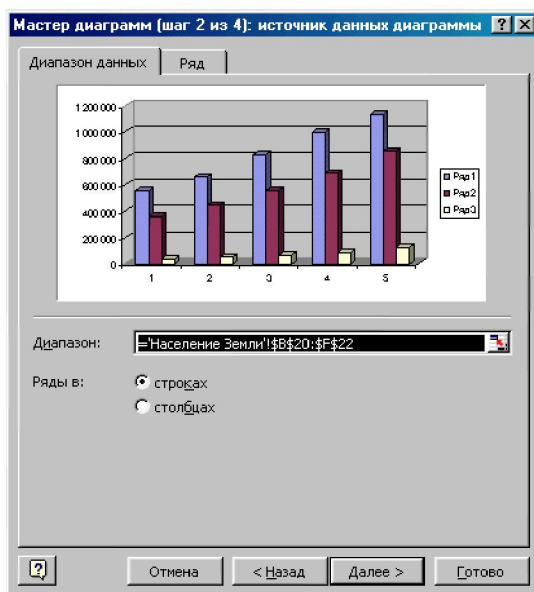 Мастер диаграмм (шаг 2 из 4): источник данных диаграммы
Диапазон данных Ряд
1 200 000
1 000 000
800 000
600 000
400 000
200 000
0
1 2 3 4 5
Ряд1
Ряд2
Ряд3
Диапазон: ='Население Земли'!$B$20:$F$22
Ряды в: строках
столбцах
Отмена < Назад Далее > Готово